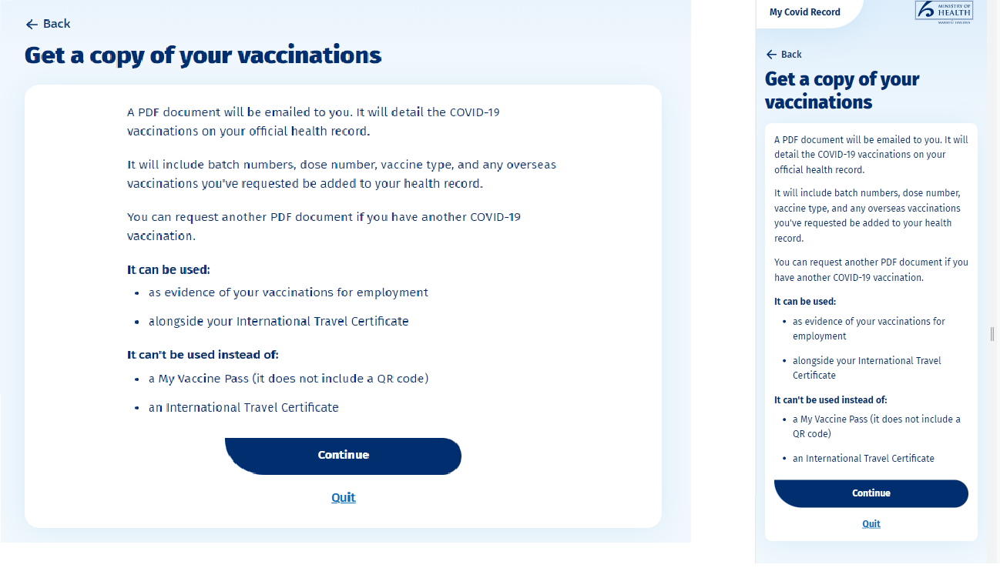 Back
Get a copy of your vaccinations
A PDF document will be emailed to you. It will detail the COVID-19
vaccinations on your official health record.
It will include batch numbers, dose number, vaccine type, and any overseas
vaccinations you've requested be added to your health record.
You can request another PDF document if you have another COVID-19
vaccination.
It can be used:
• as evidence of your vaccinations for employment
• alongside your International Travel Certificate
It can't be used instead of:
• a My Vaccine Pass (it does not include a QR code)
• an International Travel Certificate
Continue
Quit
My Covid Record
MINISTRY OF
HEALTH
MANATŪ HAUORA
Back
Get a copy of your
vaccinations
A PDF document will be emailed to you. It will
detail the COVID-19 vaccinations on your
official health record.
It will include batch numbers, dose number,
vaccine type, and any overseas vaccinations
you've requested be added to your health
record.
You can request another PDF document if you
have another COVID-19 vaccination.
It can be used:
• as evidence of your vaccinations for
employment
• alongside your International Travel
Certificate
It can't be used instead of:
• a My Vaccine Pass (it does not include a
QR code)
• an International Travel Certificate
Continue
Quit